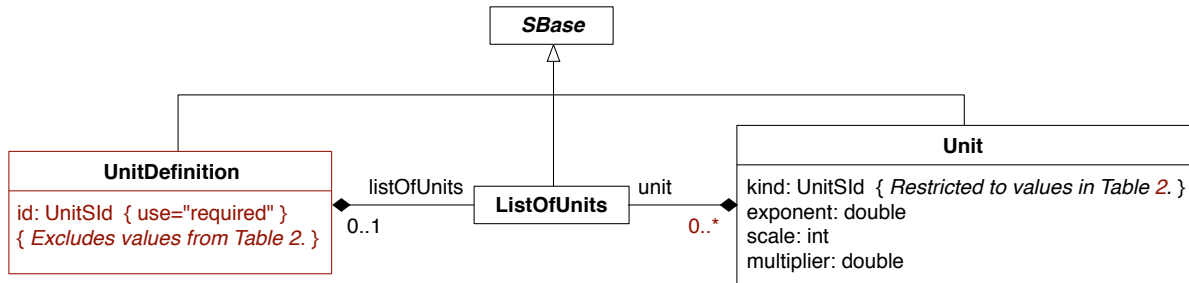 SBase
UnitDefinition
id: UnitSId { use="required" }
{ Excludes values from Table 2. }
listOfUnits
0..1
ListOfUnits
unit
0..*
Unit
kind: UnitSId { Restricted to values in Table 2. }
exponent: double
scale: int
multiplier: double